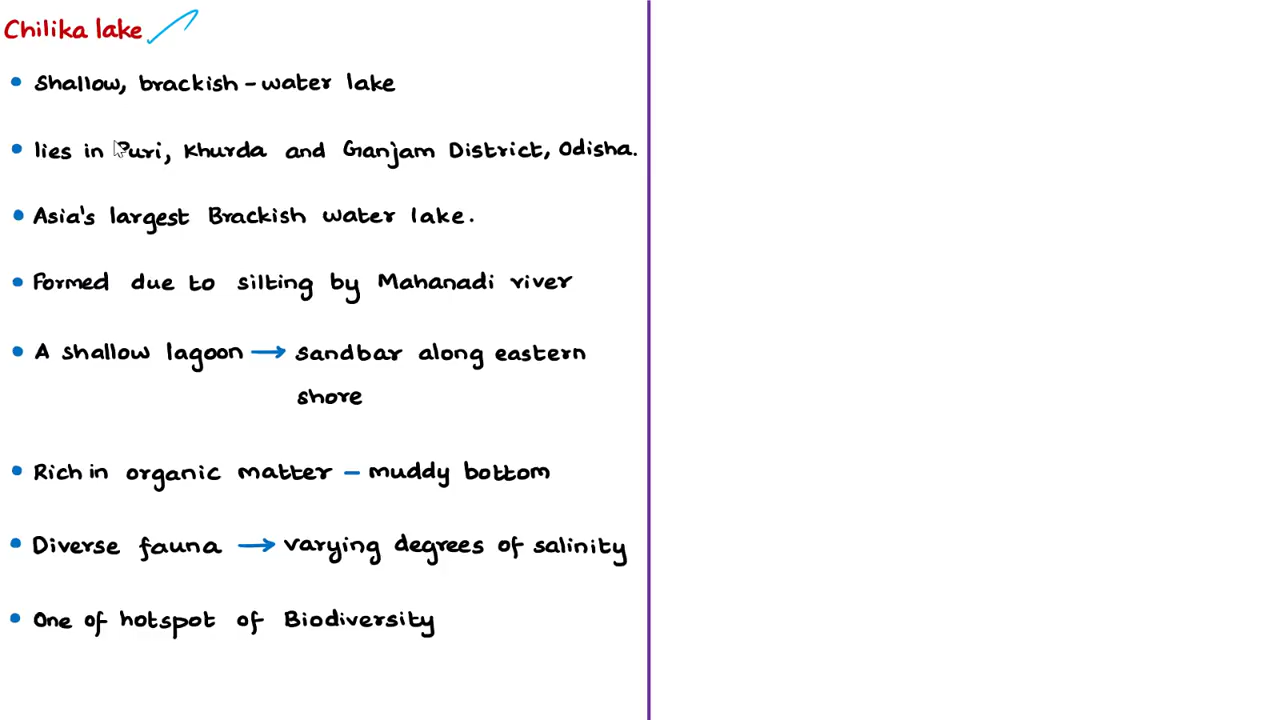 Chilika lake
• Shallow, brackish-water lake
• lies in Puri, Khurda and Ganjam District, Odisha.
• Asia's largest Brackish water lake.
• Formed due to silting by Mahanadi river
• A shallow lagoon → sandbar along eastern
shore
• Rich in organic matter – muddy bottom
• Diverse fauna → varying degrees of salinity
• One of hotspot of Biodiversity